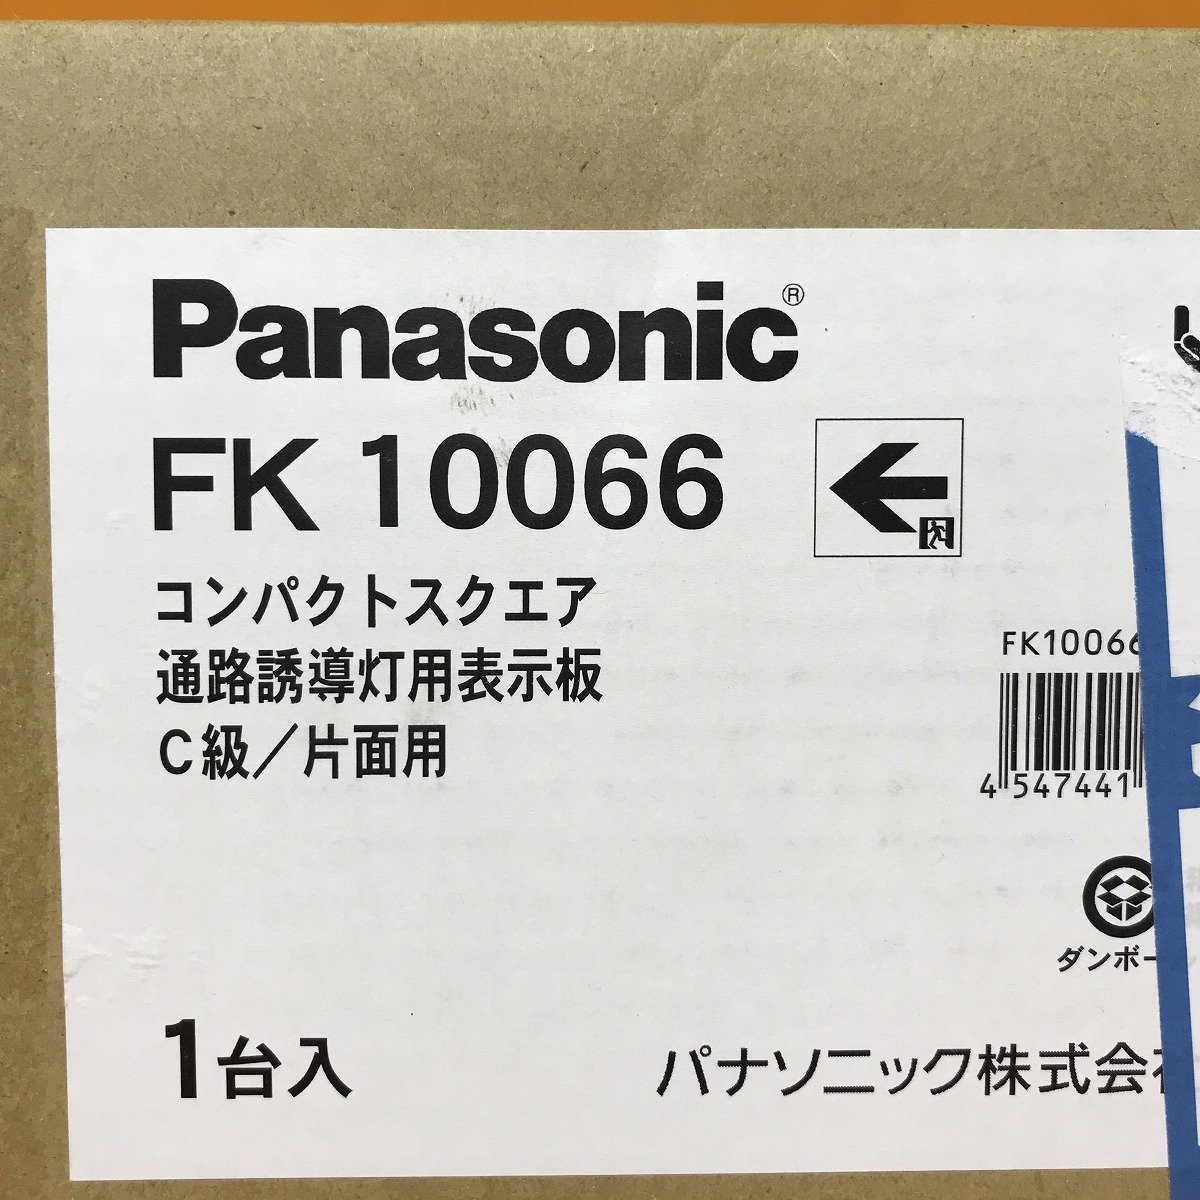 Panasonic®
FK 10066
コンパクトスクエア
通路誘導灯用表示板
C級／片面用
FK10066
4 547441
1台入
パナソニック株式会